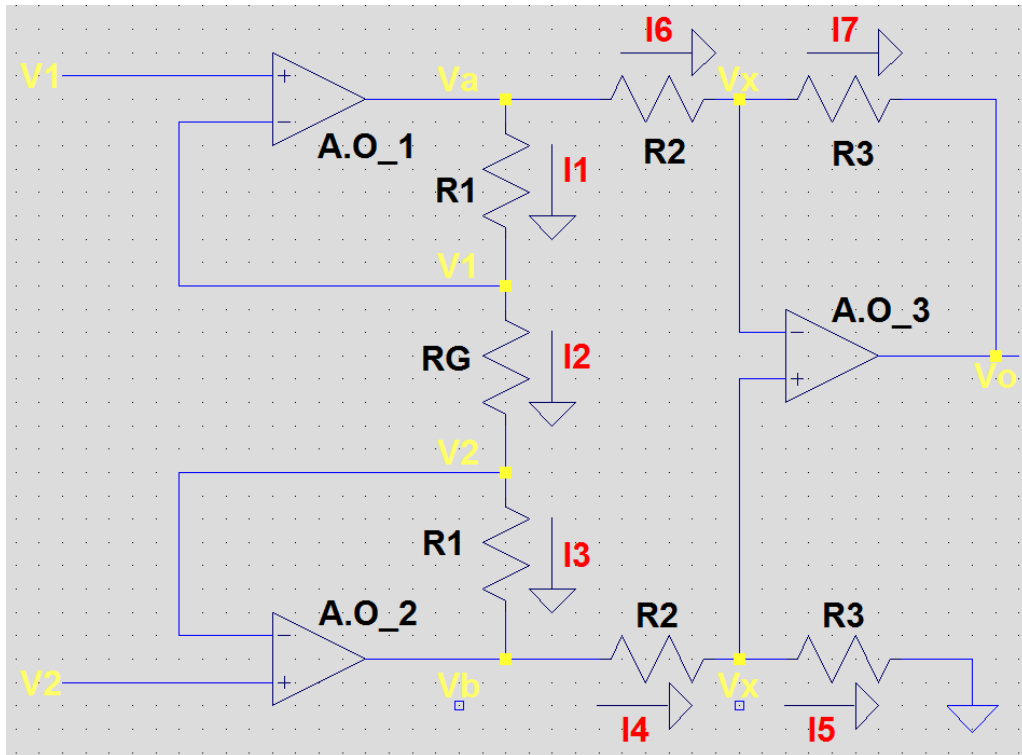 I6
I7
V1
+
Va
Vx
−
A.O_1
R2
R3
R1
I1
V1
A.O_3
RG
I2
−
+
Vo
V2
R1
I3
A.O_2
R2
R3
−
V2
+
Vb
Vx
I4
I5